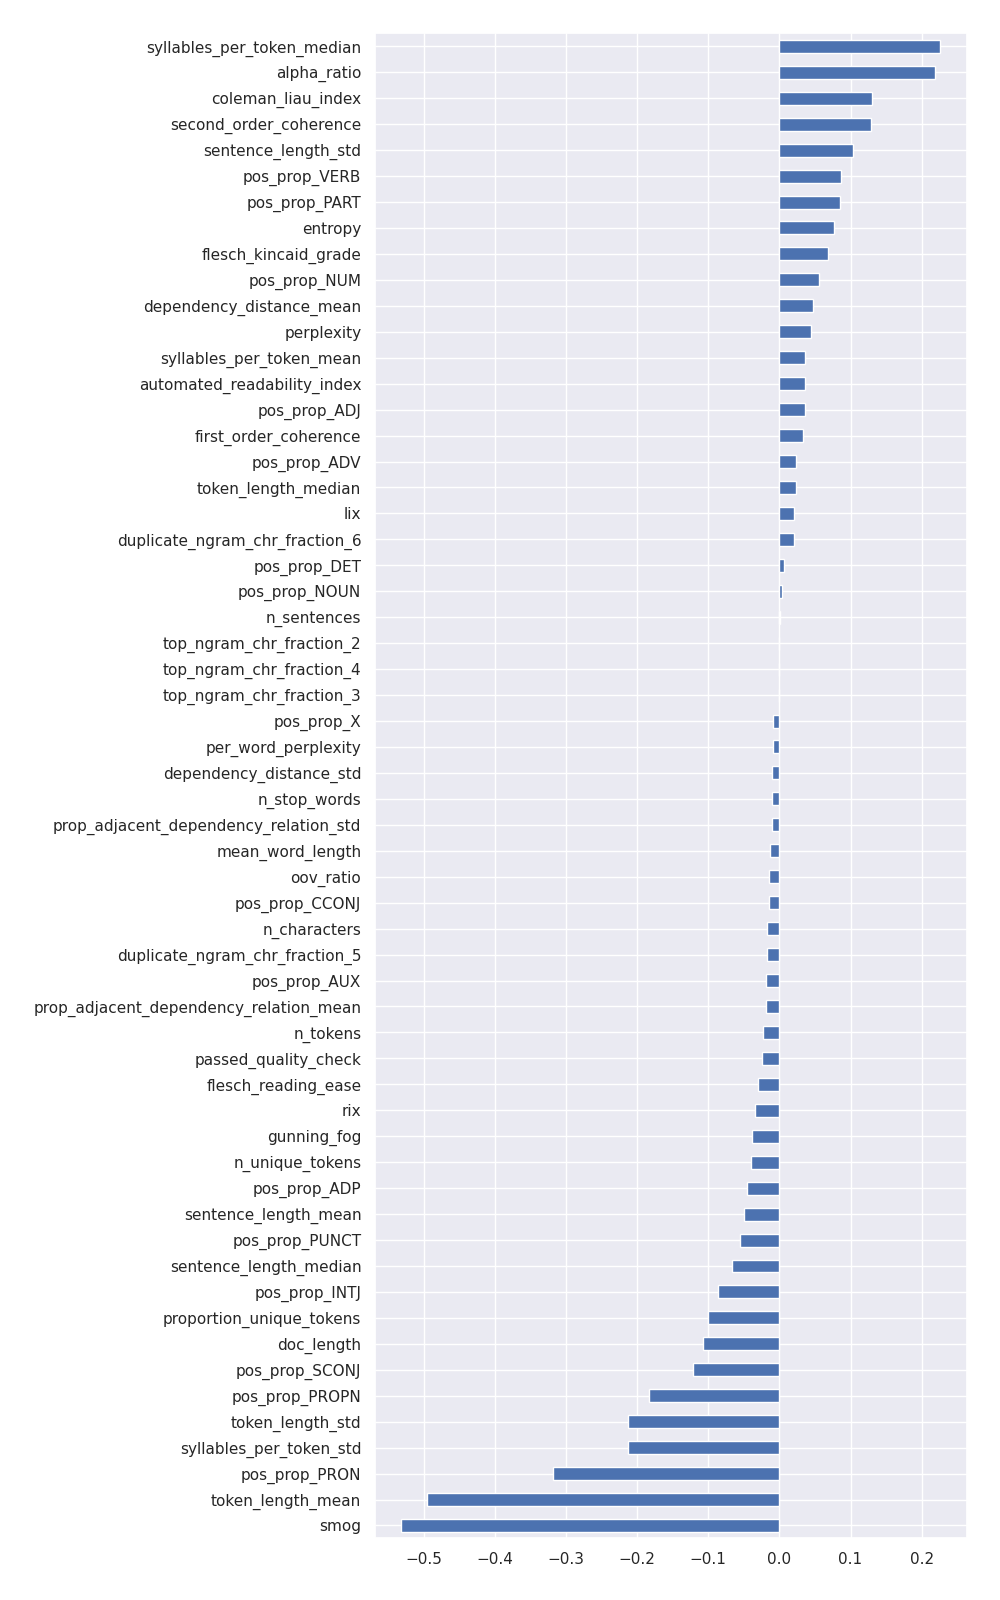 syllables_per_token_median
alpha_ratio
coleman_liau_index
second_order_coherence
sentence_length_std
pos_prop_VERB
pos_prop_PART
entropy
flesch_kincaid_grade
pos_prop_NUM
dependency_distance_mean
perplexity
syllables_per_token_mean
automated_readability_index
pos_prop_ADJ
first_order_coherence
pos_prop_ADV
token_length_median
lix
duplicate_ngram_chr_fraction_6
pos_prop_DET
pos_prop_NOUN
n_sentences
top_ngram_chr_fraction_2
top_ngram_chr_fraction_4
top_ngram_chr_fraction_3
pos_prop_X
per_word_perplexity
dependency_distance_std
n_stop_words
prop_adjacent_dependency_relation_std
mean_word_length
oov_ratio
pos_prop_CCONJ
n_characters
duplicate_ngram_chr_fraction_5
pos_prop_AUX
prop_adjacent_dependency_relation_mean
n_tokens
passed_quality_check
flesch_reading_ease
rix
gunning_fog
n_unique_tokens
pos_prop_ADP
sentence_length_mean
pos_prop_PUNCT
sentence_length_median
pos_prop_INTJ
proportion_unique_tokens
doc_length
pos_prop_SCONJ
pos_prop_PROPN
token_length_std
syllables_per_token_std
pos_prop_PRON
token_length_mean
smog
−0.5 −0.4 −0.3 −0.2 −0.1 0.0 0.1 0.2